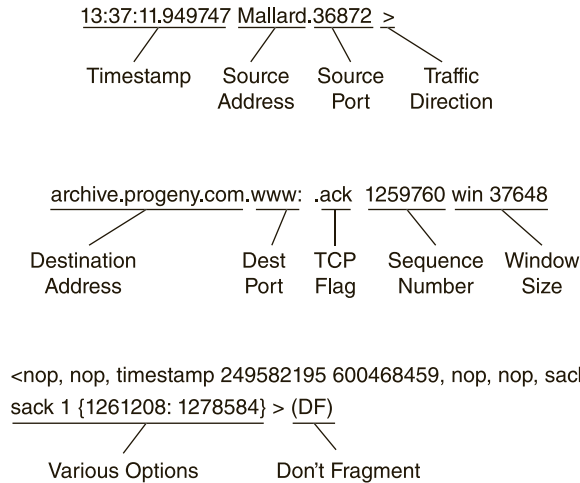 13:37:11.949747 Mallard.36872 >
Timestamp Source Address Source Port Traffic Direction
archive.progeny.com.www: .ack 1259760 win 37648
Destination Address Dest Port TCP Flag Sequence Number Window Size
<nop, nop, timestamp 249582195 600468459, nop, nop,
sack 1 {1261208: 1278584} > (DF)
Various Options Don't Fragment